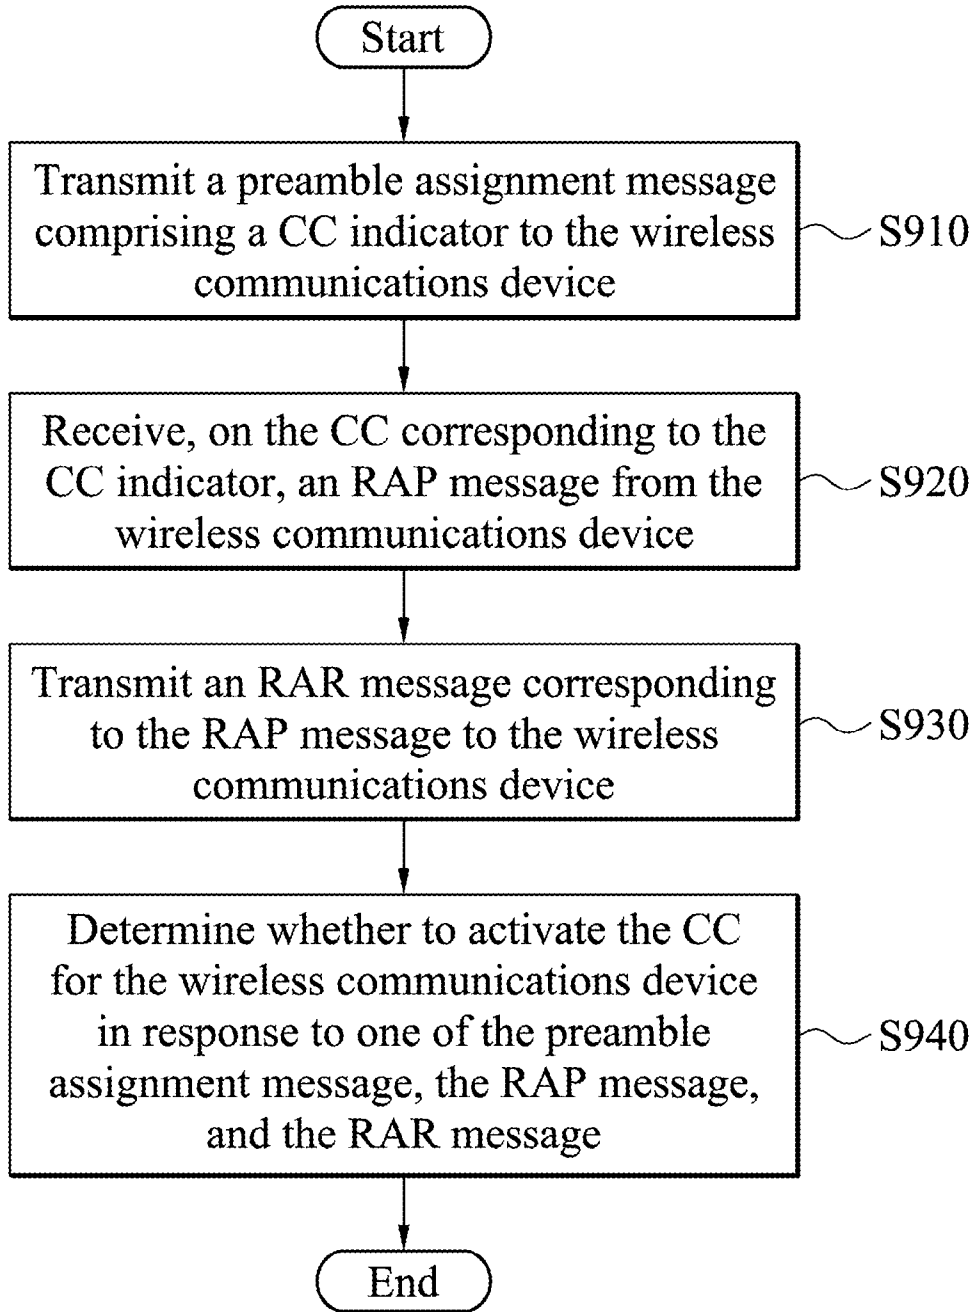 Start
Transmit a preamble assignment message
comprising a CC indicator to the wireless
communications device
S910
Receive, on the CC corresponding to the
CC indicator, an RAP message from the
wireless communications device
S920
Transmit an RAR message corresponding
to the RAP message to the wireless
communications device
S930
Determine whether to activate the CC
for the wireless communications device
in response to one of the preamble
assignment message, the RAP message,
and the RAR message
S940
End